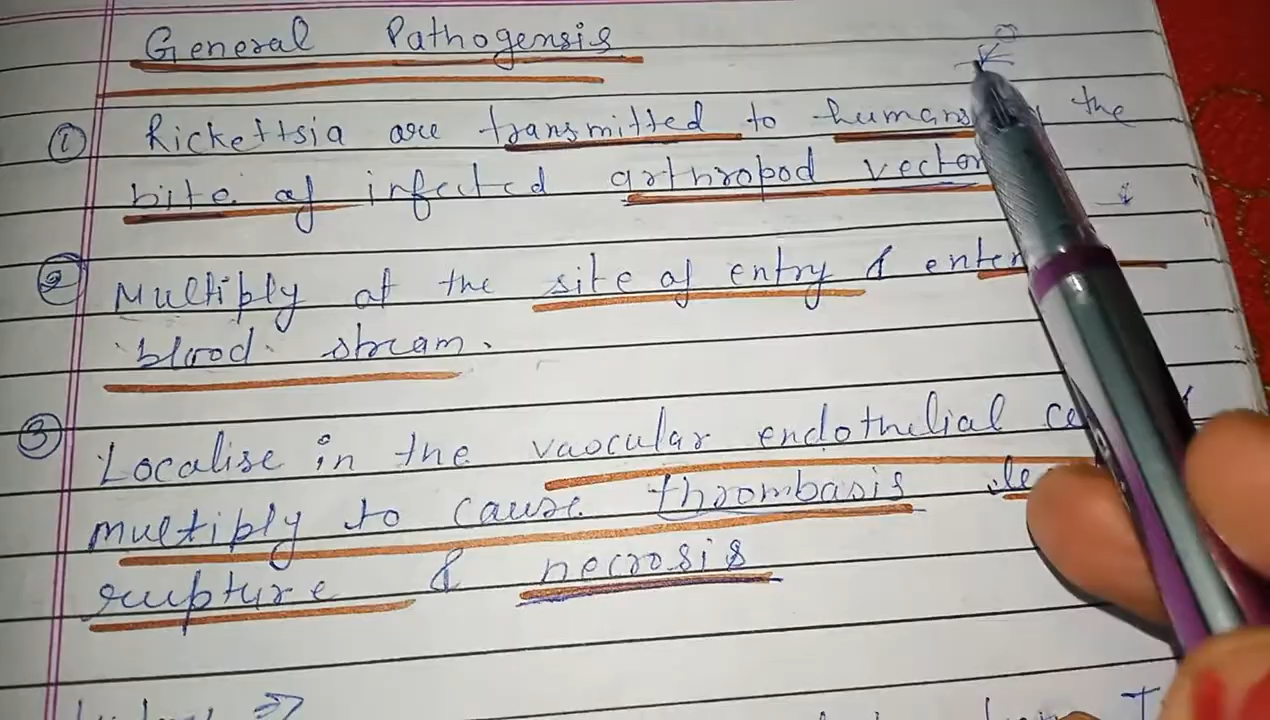 General Pathogensis
① Rickettsia are transmitted to humans the
bite of infected arthropod vector
② Multiply at the site of entry & enter
blood stream.
③ Localise in the vascular endothelial
multiply to cause thrombasis
rupture & necrosis